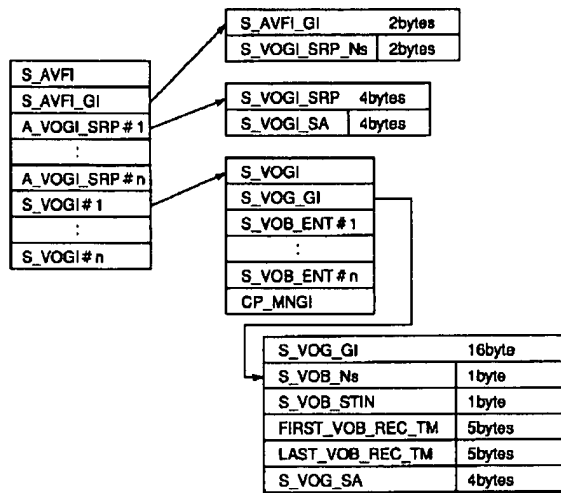 S_AVFI_GI 2bytes
S_VOGI_SRP_Ns 2bytes
S_AVFI
S_AVFI_GI
A_VOGI_SRP#1
:
A_VOGI_SRP#n
S_VOGI#1
:
S_VOGI#n
S_VOGI_SRP 4bytes
S_VOGI_SA 4bytes
S_VOGI
S_VOG_GI
S_VOB_ENT#1
:
S_VOB_ENT#n
CP_MNGI
S_VOG_GI 16byte
S_VOB_Ns 1byte
S_VOB_STIN 1byte
FIRST_VOB_REC_TM 5bytes
LAST_VOB_REC_TM 5bytes
S_VOG_SA 4bytes